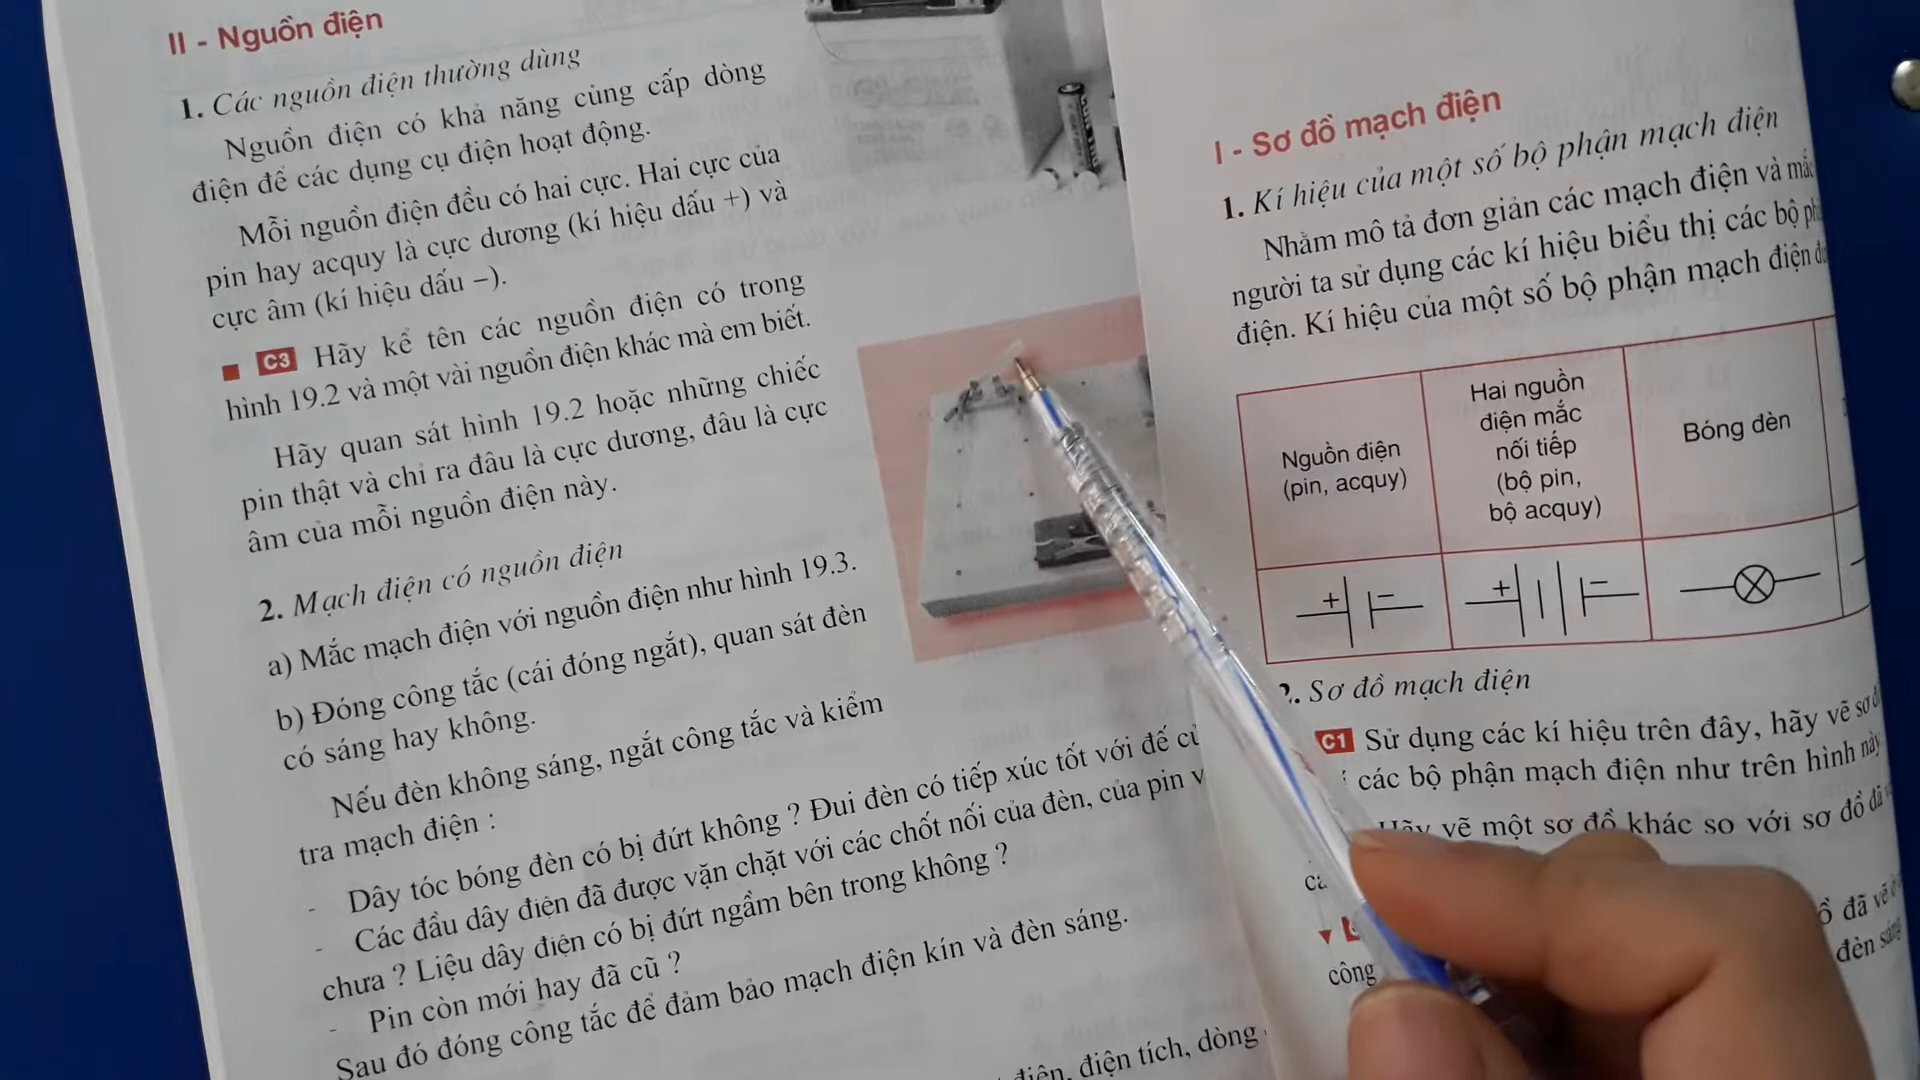 II - Nguồn điện
1. Các nguồn điện thường dùng
Nguồn điện có khả năng cung cấp dòng
điện để các dụng cụ điện hoạt động.
Mỗi nguồn điện đều có hai cực. Hai cực của
pin hay acquy là cực dương (kí hiệu dấu +) và
cực âm (kí hiệu dấu –).
C3 Hãy kể tên các nguồn điện có trong
hình 19.2 và một vài nguồn điện khác mà em biết.
Hãy quan sát hình 19.2 hoặc những chiếc
pin thật và chỉ ra đâu là cực dương, đâu là cực
âm của mỗi nguồn điện này.
2. Mạch điện có nguồn điện
a) Mắc mạch điện với nguồn điện như hình 19.3.
b) Đóng công tắc (cái đóng ngắt), quan sát đèn
có sáng hay không.
Nếu đèn không sáng, ngắt công tắc và kiểm
tra mạch điện :
- Dây tóc bóng đèn có bị đứt không ? Đui đèn có tiếp xúc tốt với đế
- Các đầu dây điện đã được vặn chặt với các chốt nối của đèn, của pin
chưa ? Liệu dây điện có bị đứt ngầm bên trong không ?
- Pin còn mới hay đã cũ ?
Sau đó đóng công tắc để đảm bảo mạch điện kín và đèn sáng.
điện, điện tích, dòng
I - Sơ đồ mạch điện
1. Kí hiệu của một số bộ phận mạch điện
Nhằm mô tả đơn giản các mạch điện và
người ta sử dụng các kí hiệu biểu thị các bộ
điện. Kí hiệu của một số bộ phận mạch điện
Nguồn điện
(pin, acquy)
Hai nguồn
điện mắc
nối tiếp
(bộ pin,
bộ acquy)
Bóng đèn
+ –
+ –
2. Sơ đồ mạch điện
C1 Sử dụng các kí hiệu trên đây, hãy vẽ sơ
các bộ phận mạch điện như trên hình này
Hãy vẽ một sơ đồ khác so với sơ đồ đã
đã vẽ
công
đèn